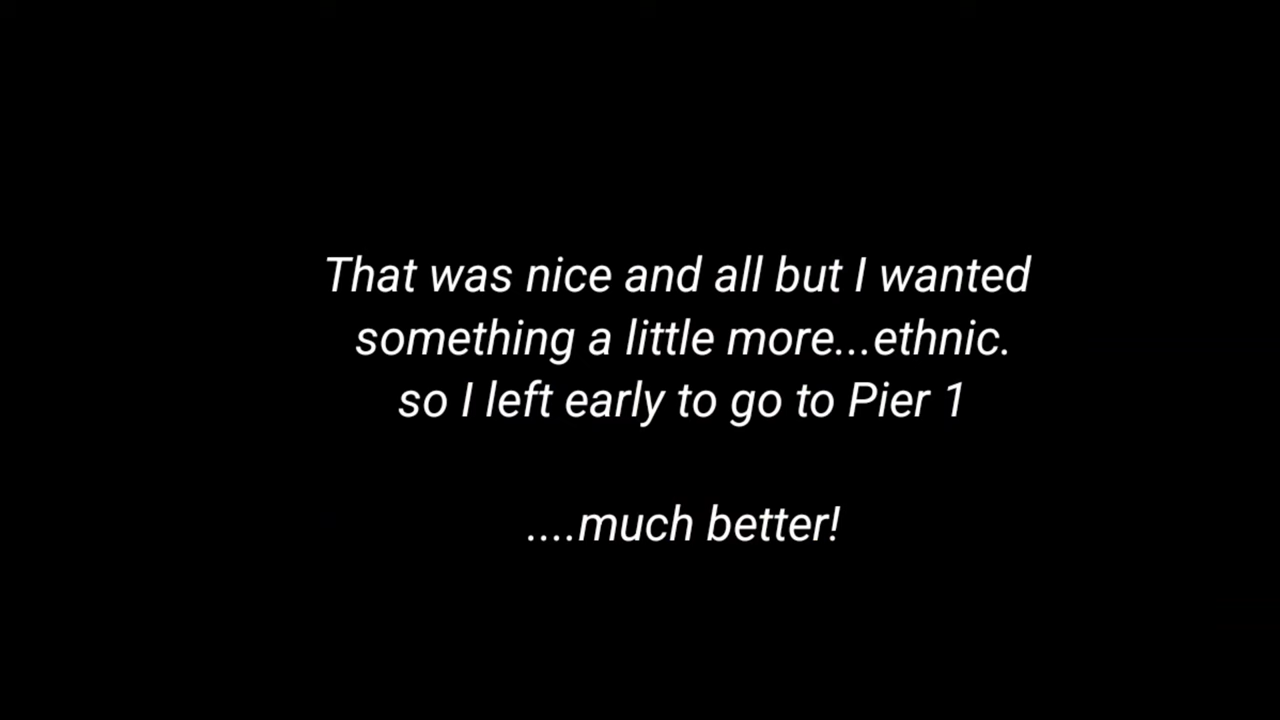 That was nice and all but I wanted
something a little more...ethnic.
so I left early to go to Pier 1
....much better!